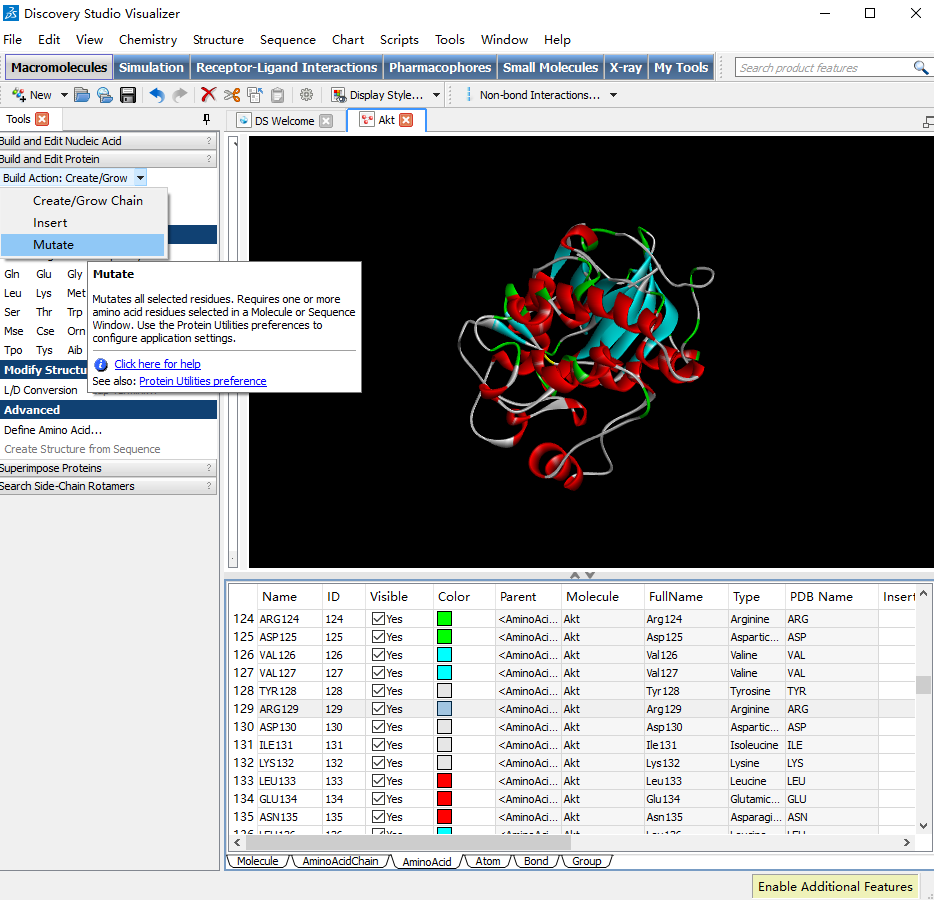 Discovery Studio Visualizer
File Edit View Chemistry Structure Sequence Chart Scripts Tools Window Help
Macromolecules Simulation Receptor-Ligand Interactions Pharmacophores Small Molecules X-ray My Tools Search product features
New Display Style... Non-bond Interactions...
Tools DS Welcome Akt
Build and Edit Nucleic Acid ?
Build and Edit Protein ?
Build Action: Create/Grow
Create/Grow Chain
Insert
Mutate
Gln Glu Gly
Leu Lys Met
Ser Thr Trp
Mse Cse Orn
Tpo Tys Aib
Mutate
Mutates all selected residues. Requires one or more
amino acid residues selected in a Molecule or Sequence
Window. Use the Protein Utilities preferences to
configure application settings.
Click here for help
See also: Protein Utilities preference
Modify Structu
L/D Conversion
Advanced
Define Amino Acid...
Create Structure from Sequence
Superimpose Proteins ?
Search Side-Chain Rotamers ?
Name ID Visible Color Parent Molecule FullName Type PDB Name Insert
124 ARG124 124 Yes <AminoAci... Akt Arg124 Arginine ARG
125 ASP125 125 Yes <AminoAci... Akt Asp125 Aspartic... ASP
126 VAL126 126 Yes <AminoAci... Akt Val126 Valine VAL
127 VAL127 127 Yes <AminoAci... Akt Val127 Valine VAL
128 TYR128 128 Yes <AminoAci... Akt Tyr128 Tyrosine TYR
129 ARG129 129 Yes <AminoAci... Akt Arg129 Arginine ARG
130 ASP130 130 Yes <AminoAci... Akt Asp130 Aspartic... ASP
131 ILE131 131 Yes <AminoAci... Akt Ile131 Isoleucine ILE
132 LYS132 132 Yes <AminoAci... Akt Lys132 Lysine LYS
133 LEU133 133 Yes <AminoAci... Akt Leu133 Leucine LEU
134 GLU134 134 Yes <AminoAci... Akt Glu134 Glutamic... GLU
135 ASN135 135 Yes <AminoAci... Akt Asn135 Asparagi... ASN
Molecule AminoAcidChain AminoAcid Atom Bond Group
Enable Additional Features